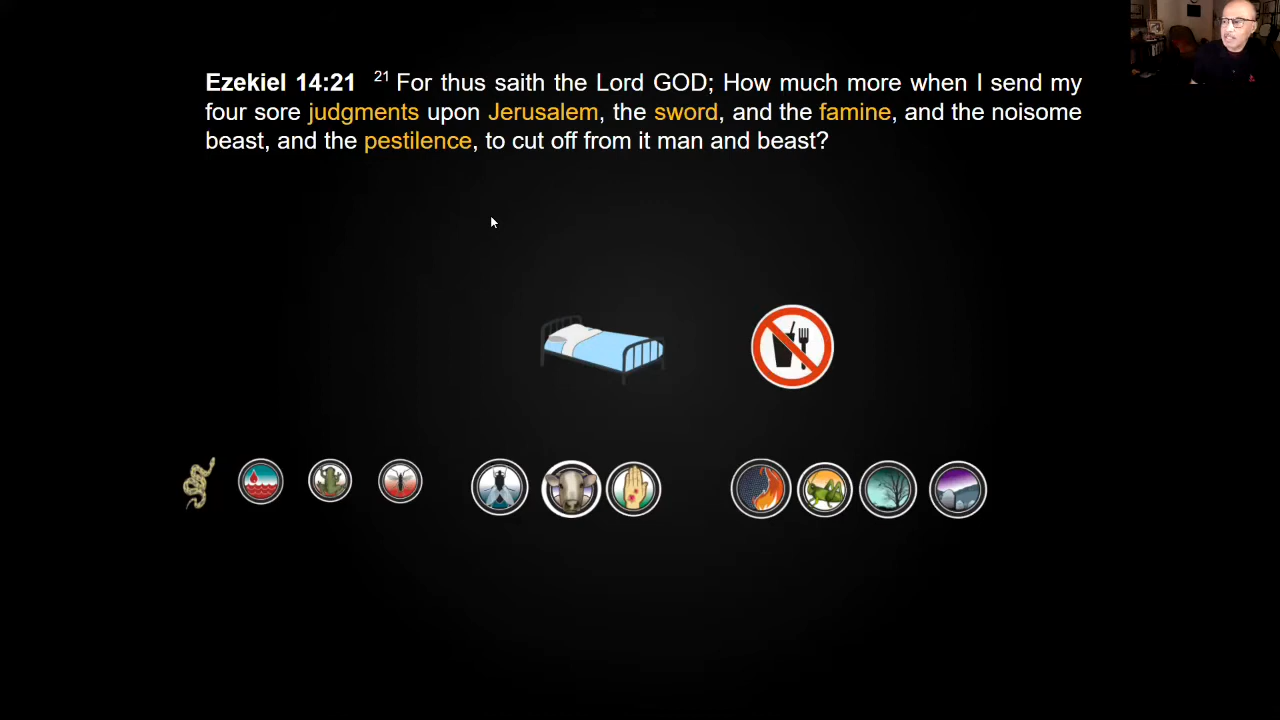 Ezekiel 14:21 21 For thus saith the Lord GOD; How much more when I send my
four sore judgments upon Jerusalem, the sword, and the famine, and the noisome
beast, and the pestilence, to cut off from it man and beast?